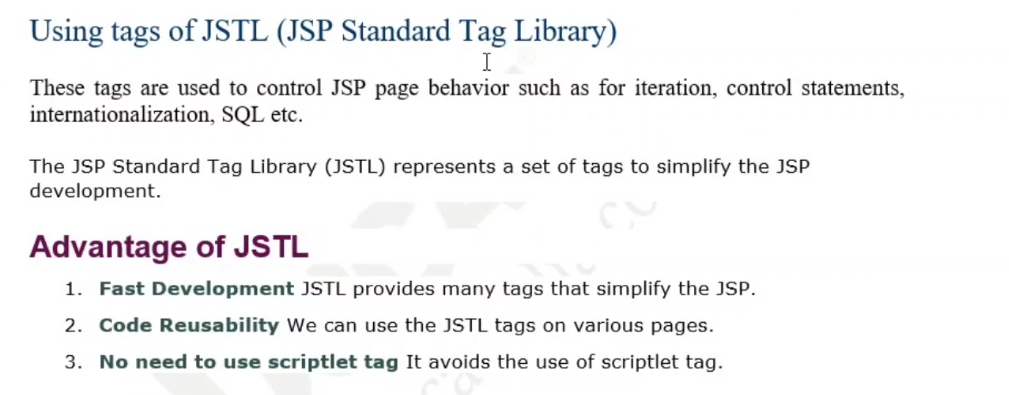 Using tags of JSTL (JSP Standard Tag Library)
These tags are used to control JSP page behavior such as for iteration, control statements,
internationalization, SQL etc.
The JSP Standard Tag Library (JSTL) represents a set of tags to simplify the JSP
development.
Advantage of JSTL
1. Fast Development JSTL provides many tags that simplify the JSP.
2. Code Reusability We can use the JSTL tags on various pages.
3. No need to use scriptlet tag It avoids the use of scriptlet tag.